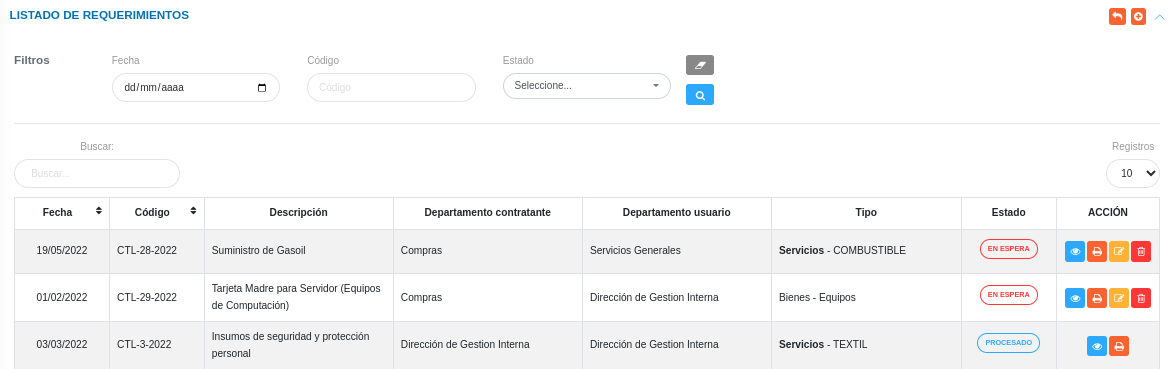 LISTADO DE REQUERIMIENTOS
Filtros
Fecha
Código
Estado
dd/mm/aaaa
Código
Seleccione...
Buscar:
Registros
Buscar...
10
Fecha Código Descripción Departamento contratante Departamento usuario Tipo Estado ACCIÓN
19/05/2022 CTL-28-2022 Suministro de Gasoil Compras Servicios Generales Servicios - COMBUSTIBLE EN ESPERA
01/02/2022 CTL-29-2022 Tarjeta Madre para Servidor (Equipos
de Computación) Compras Dirección de Gestion Interna Bienes - Equipos EN ESPERA
03/03/2022 CTL-3-2022 Insumos de seguridad y protección
personal Dirección de Gestion Interna Dirección de Gestion Interna Servicios - TEXTIL PROCESADO